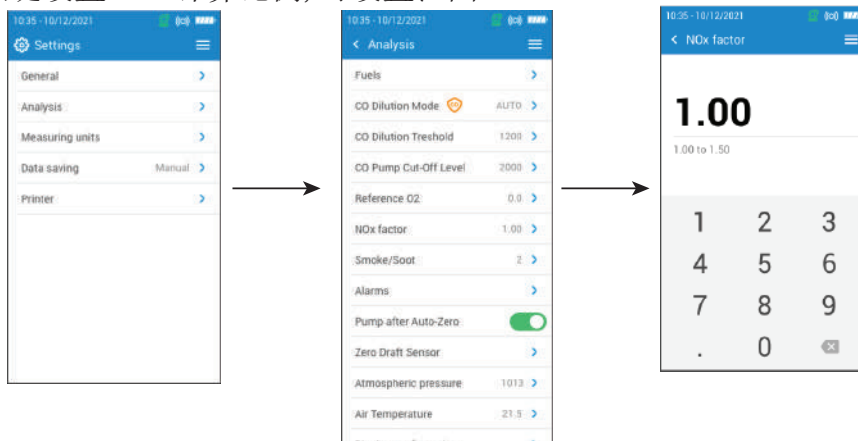 10:35 - 10/12/2021
Settings
General
Analysis
Measuring units
Data saving Manual
Printer
10:35 - 10/12/2021
Analysis
Fuels
CO Dilution Mode CO AUTO
CO Dilution Treshold 1200
CO Pump Cut-Off Level 2000
Reference O2 0.0
NOx factor 1.00
Smoke/Soot 2
Alarms
Pump after Auto-Zero
Zero Draft Sensor
Atmospheric pressure 1013
Air Temperature 21.5
10:35 - 10/12/2021
NOx factor
1.00
1.00 to 1.50
1 2 3
4 5 6
7 8 9
. 0